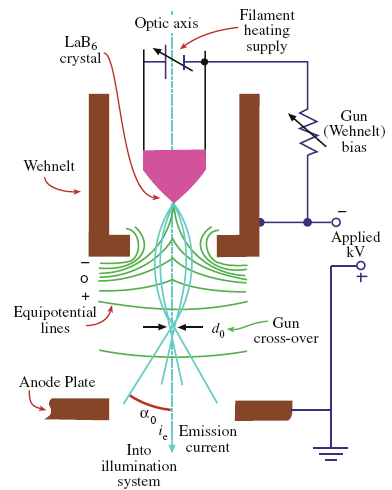 Optic axis
Filament
heating
supply
LaB6
crystal
Gun
(Wehnelt)
bias
Wehnelt
−
Applied
kV
+
−
o
+
Equipotential
lines
d0
Gun
cross-over
Anode Plate
α0
ie
Emission
current
Into
illumination
system